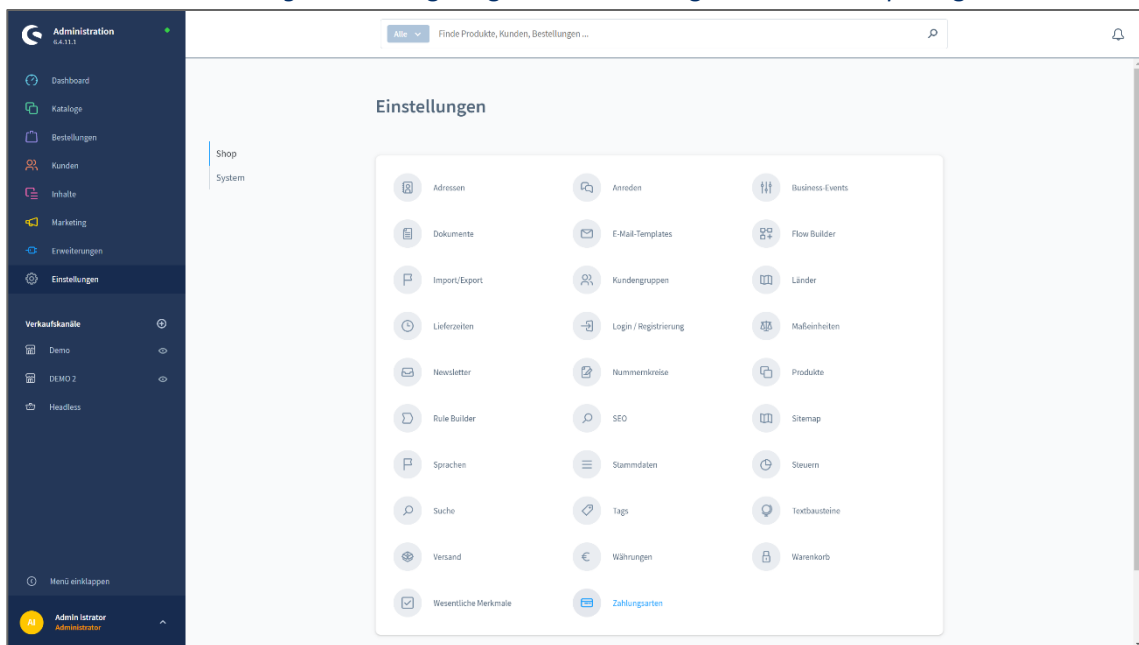 Administration
6.4.11.1
Alle
Finde Produkte, Kunden, Bestellungen ...
Dashboard
Kataloge
Bestellungen
Kunden
Inhalte
Marketing
Erweiterungen
Einstellungen
Verkaufskanäle
Demo
DEMO 2
Headless
Menü einklappen
AI
Admin Istrator
Administrator
Einstellungen
Shop
System
Adressen
Anreden
Business-Events
Dokumente
E-Mail-Templates
Flow Builder
Import/Export
Kundengruppen
Länder
Lieferzeiten
Login / Registrierung
Maßeinheiten
Newsletter
Nummernkreise
Produkte
Rule Builder
SEO
Sitemap
Sprachen
Stammdaten
Steuern
Suche
Tags
Textbausteine
Versand
Währungen
Warenkorb
Wesentliche Merkmale
Zahlungsarten